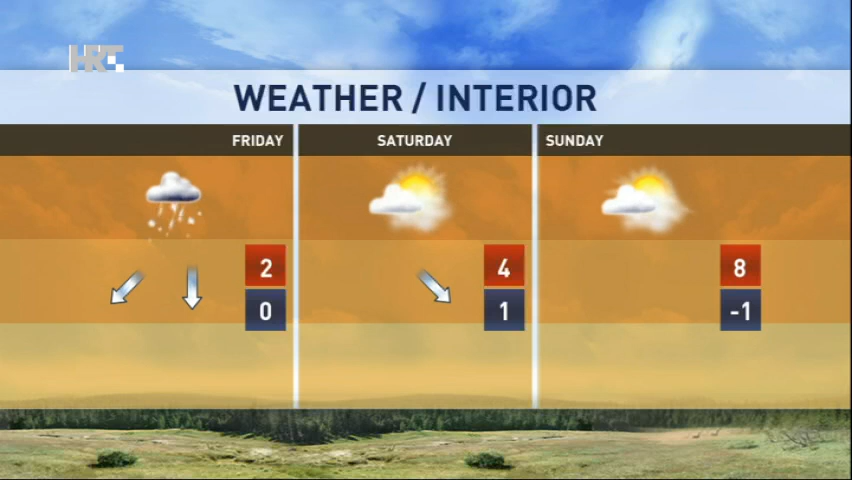 HRT
WEATHER / INTERIOR
FRIDAY
SATURDAY
SUNDAY
2
0
4
1
8
-1